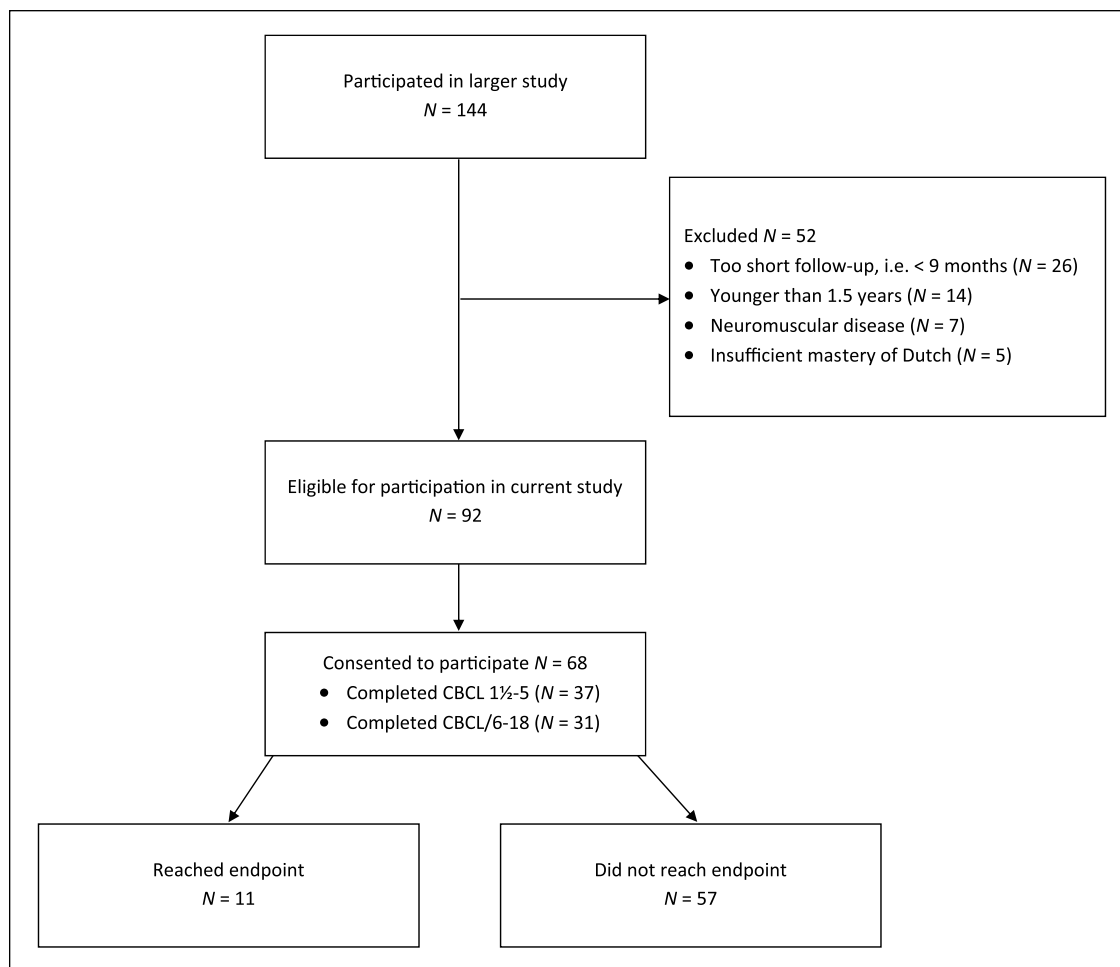 Participated in larger study
N = 144
Excluded N = 52
● Too short follow-up, i.e. < 9 months (N = 26)
● Younger than 1.5 years (N = 14)
● Neuromuscular disease (N = 7)
● Insufficient mastery of Dutch (N = 5)
Eligible for participation in current study
N = 92
Consented to participate N = 68
● Completed CBCL 1½-5 (N = 37)
● Completed CBCL/6-18 (N = 31)
Reached endpoint
N = 11
Did not reach endpoint
N = 57